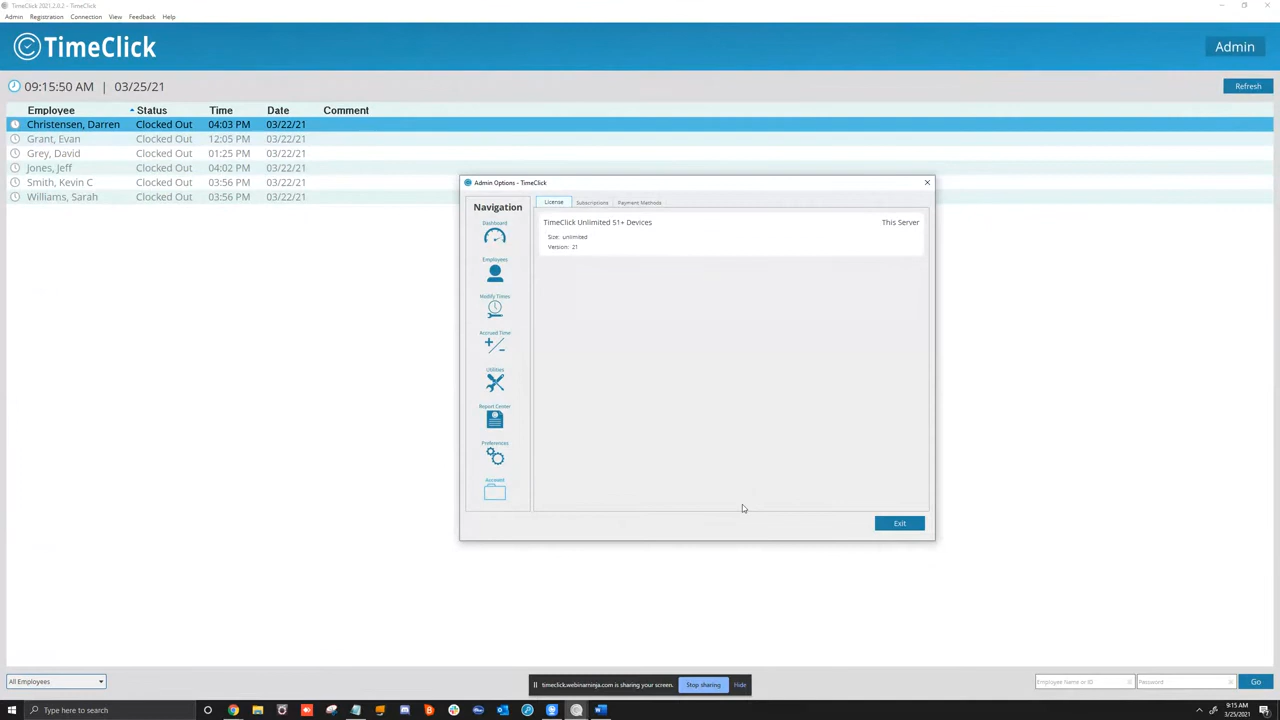 TimeClick 2021.2.0.2 - TimeClick
Admin Registration Connection View Feedback Help
TimeClick
Admin
09:15:50 AM | 03/25/21
Refresh
Employee Status Time Date Comment
Christensen, Darren Clocked Out 04:03 PM 03/22/21
Grant, Evan Clocked Out 12:05 PM 03/22/21
Grey, David Clocked Out 01:25 PM 03/22/21
Jones, Jeff Clocked Out 04:02 PM 03/22/21
Smith, Kevin C Clocked Out 03:56 PM 03/22/21
Williams, Sarah Clocked Out 03:56 PM 03/22/21
Admin Options - TimeClick
Navigation
Dashboard
Employees
Modify Times
Accrued Time
Utilities
Report Center
Preferences
Account
License Subscriptions Payment Methods
TimeClick Unlimited 51+ Devices This Server
Size: unlimited
Version: 21
Exit
All Employees
timeclick.webinarninja.com is sharing your screen. Stop sharing Hide
Employee Name or ID Password Go
Type here to search
9:15 AM
3/25/2021